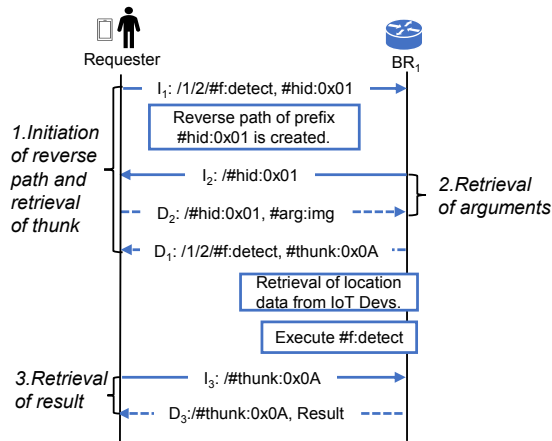 Requester
BR1
I1: /1/2/#f:detect, #hid:0x01
Reverse path of prefix
#hid:0x01 is created.
1.Initiation
of reverse
path and
retrieval
of thunk
I2: /#hid:0x01
2.Retrieval
of arguments
D2: /#hid:0x01, #arg:img
D1: /1/2/#f:detect, #thunk:0x0A
Retrieval of location
data from IoT Devs.
Execute #f:detect
3.Retrieval
of result
I3: /#thunk:0x0A
D3:/#thunk:0x0A, Result